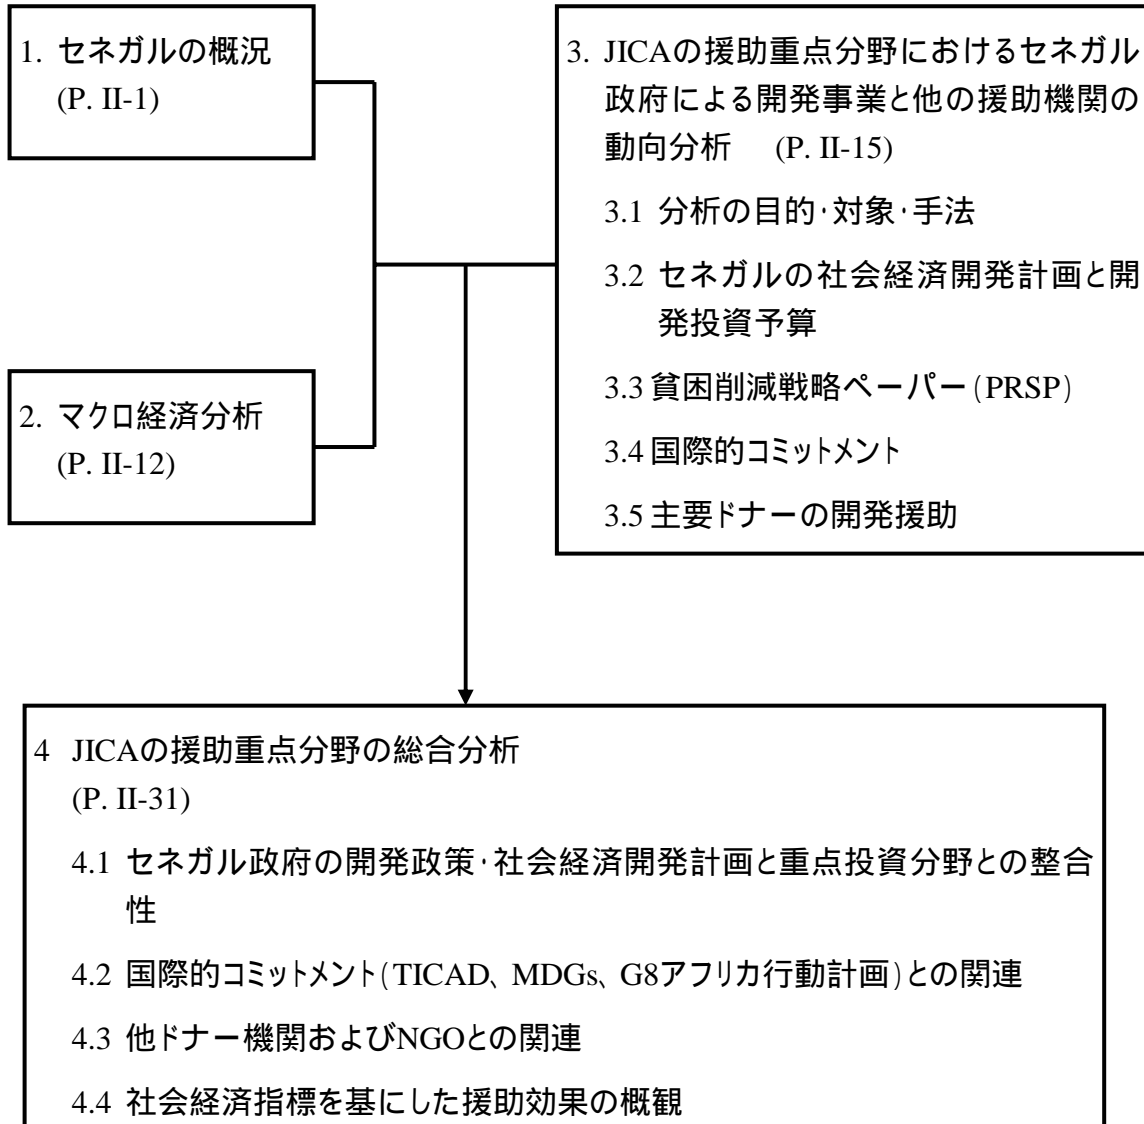 1. セネガルの概況
(P. II-1)
2. マクロ経済分析
(P. II-12)
3. JICAの援助重点分野におけるセネガル
政府による開発事業と他の援助機関の
動向分析 (P. II-15)
3.1 分析の目的・対象・手法
3.2 セネガルの社会経済開発計画と開
発投資予算
3.3 貧困削減戦略ペーパー(PRSP)
3.4 国際的コミットメント
3.5 主要ドナーの開発援助
4 JICAの援助重点分野の総合分析
(P. II-31)
4.1 セネガル政府の開発政策・社会経済開発計画と重点投資分野との整合
性
4.2 国際的コミットメント(TICAD、MDGs、G8アフリカ行動計画)との関連
4.3 他ドナー機関およびNGOとの関連
4.4 社会経済指標を基にした援助効果の概観